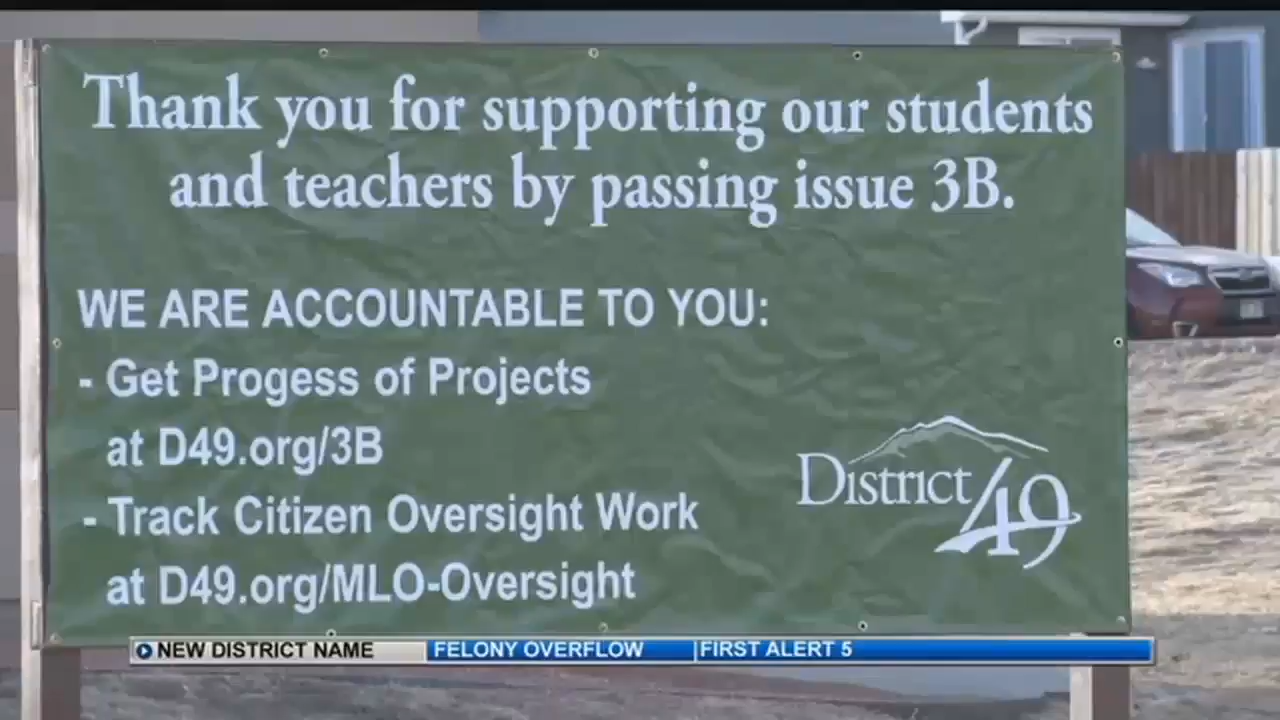 Thank you for supporting our students
and teachers by passing issue 3B.
WE ARE ACCOUNTABLE TO YOU:
- Get Progess of Projects
at D49.org/3B
- Track Citizen Oversight Work
at D49.org/MLO-Oversight
District 49
NEW DISTRICT NAME FELONY OVERFLOW FIRST ALERT 5